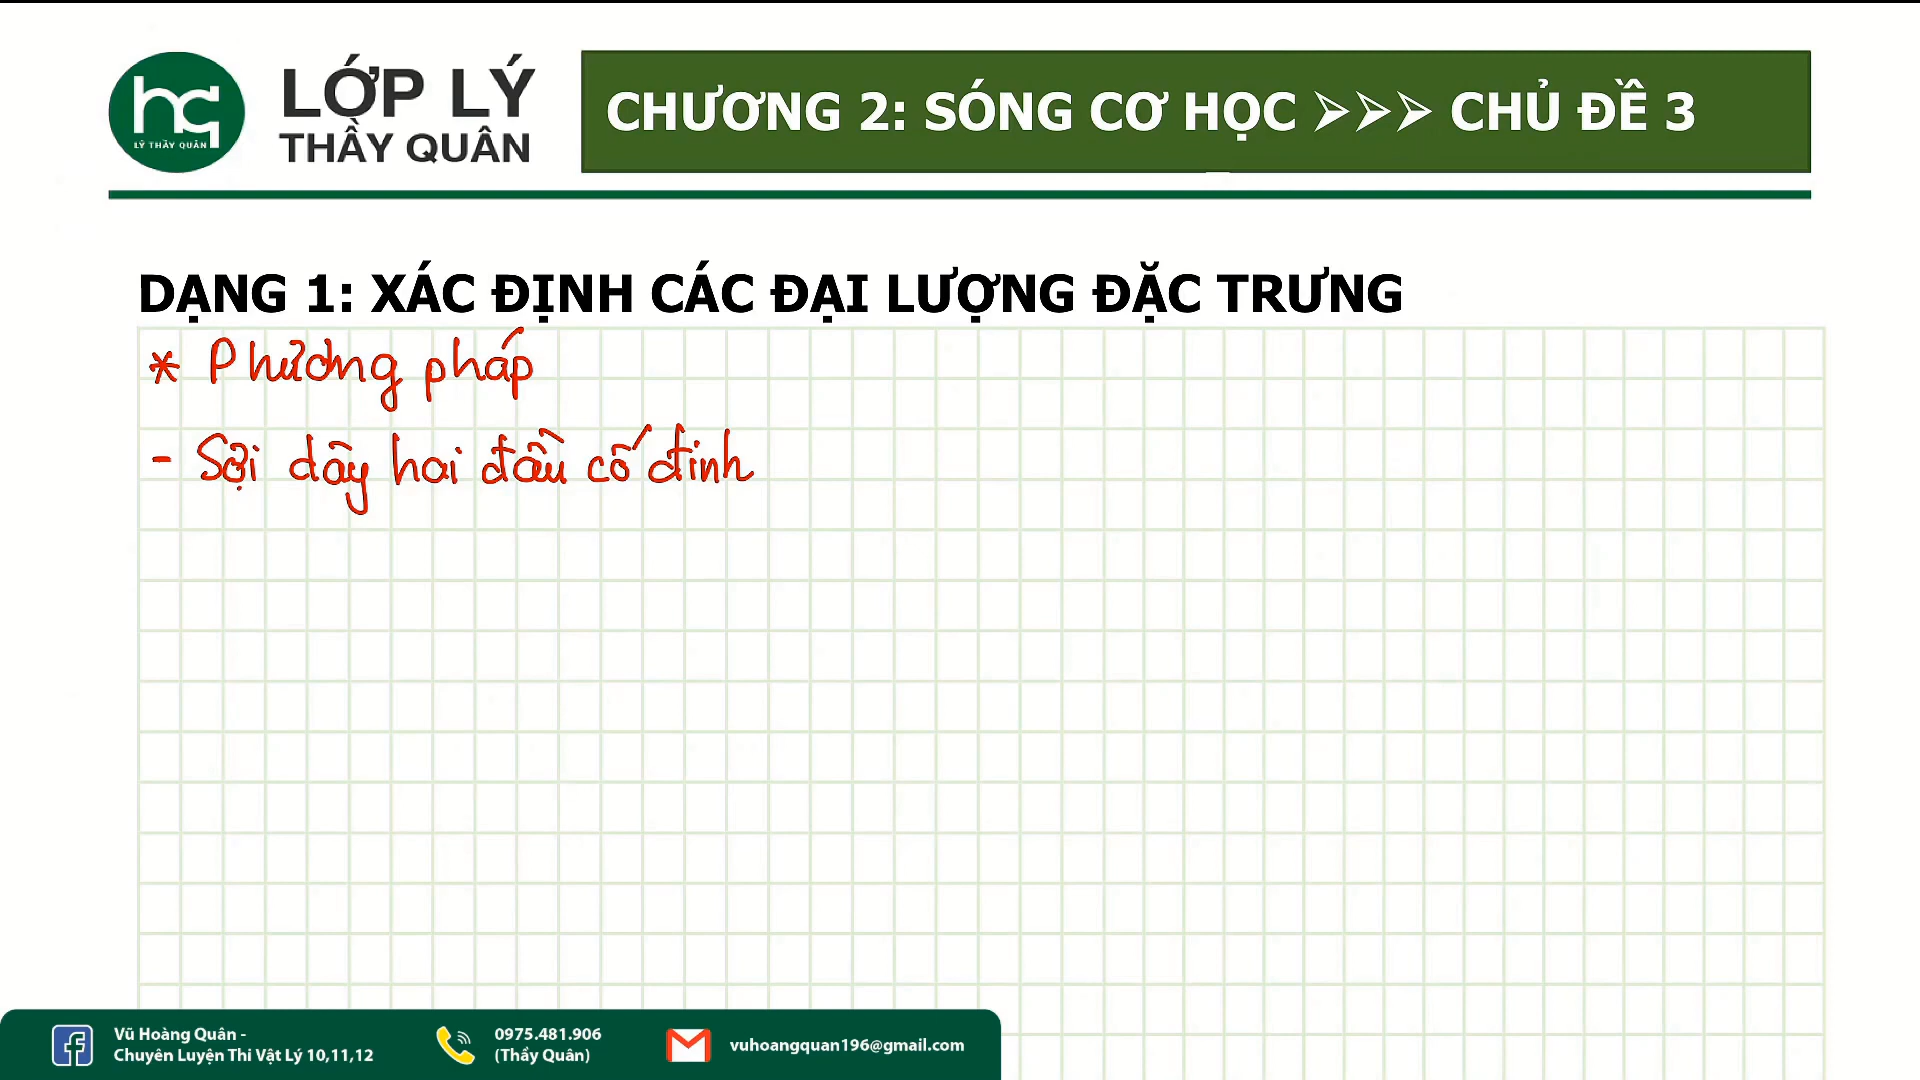 hq
LÝ THẦY QUÂN
LỚP LÝ
THẦY QUÂN
CHƯƠNG 2: SÓNG CƠ HỌC ⮚⮚⮚ CHỦ ĐỀ 3
DẠNG 1: XÁC ĐỊNH CÁC ĐẠI LƯỢNG ĐẶC TRƯNG
* Phương pháp
- Sợi dây hai đầu cố đinh
Vũ Hoàng Quân -
Chuyên Luyện Thi Vật Lý 10,11,12
0975.481.906
(Thầy Quân)
vuhoangquan196@gmail.com